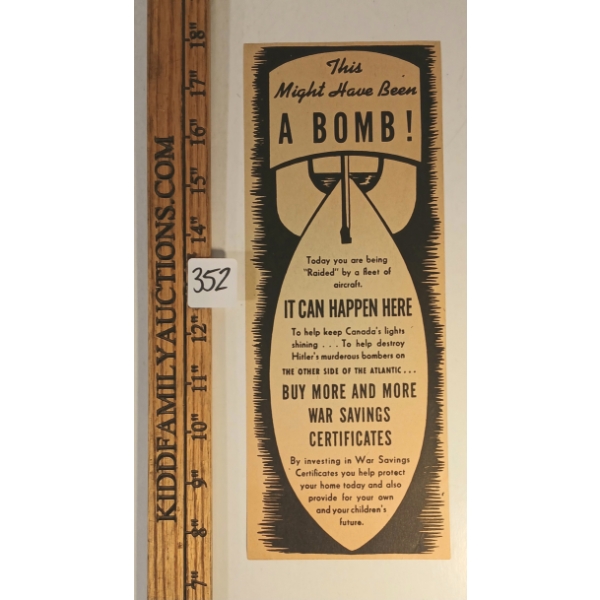 This
Might Have Been
A BOMB!
Today you are being
"Raided" by a fleet of
aircraft.
IT CAN HAPPEN HERE
To help keep Canada's lights
shining . . . To help destroy
Hitler's murderous bombers on
THE OTHER SIDE OF THE ATLANTIC . . .
BUY MORE AND MORE
WAR SAVINGS
CERTIFICATES
By investing in War Savings
Certificates you help protect
your home today and also
provide for your own
and your children's
future.
352
KIDDFAMILYAUCTIONS.COM
18"
17"
16"
15"
14"
12"
11"
10"
9"
8"
7"